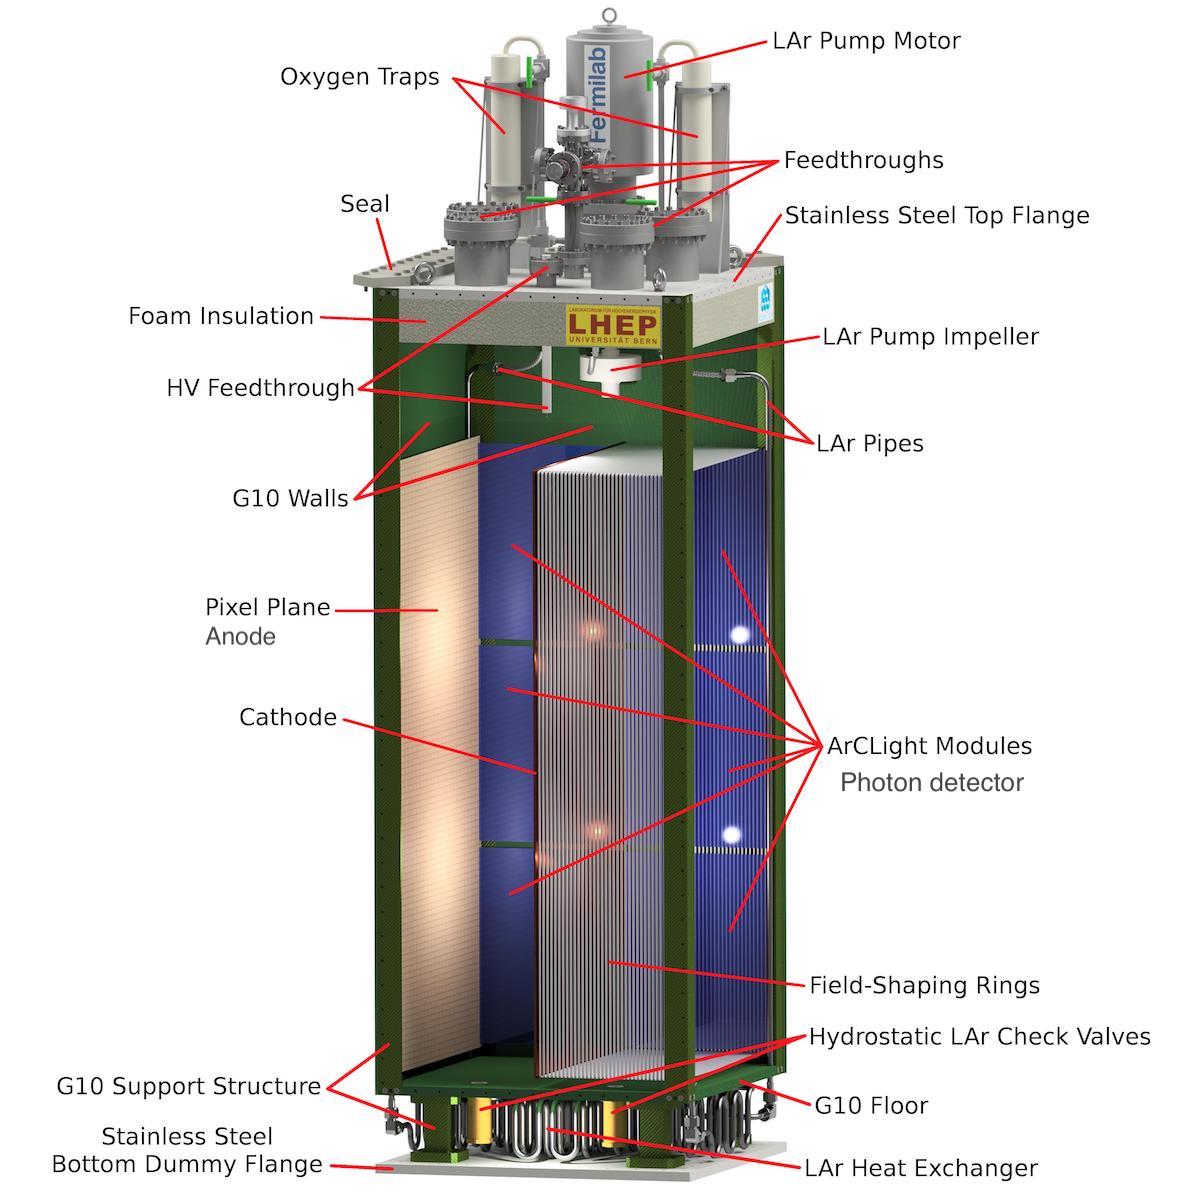 LAr Pump Motor
Oxygen Traps
Fermilab
Feedthroughs
Seal
Stainless Steel Top Flange
Foam Insulation
LABORATORIUM FÜR HOCHENERGIEPHYSIK
LHEP
UNIVERSITÄT BERN
LAr Pump Impeller
HV Feedthrough
LAr Pipes
G10 Walls
Pixel Plane
Anode
Cathode
ArCLight Modules
Photon detector
Field-Shaping Rings
Hydrostatic LAr Check Valves
G10 Support Structure
G10 Floor
Stainless Steel
Bottom Dummy Flange
LAr Heat Exchanger